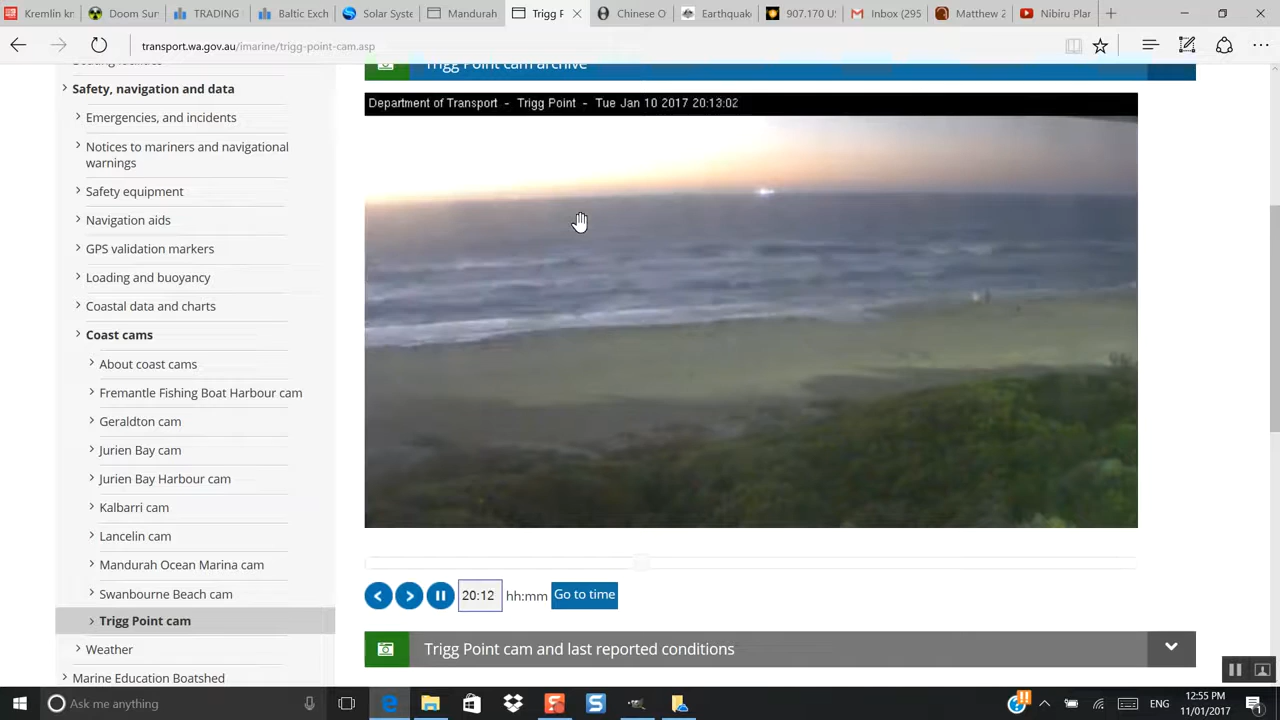 Kremlin
Doom Sur
TRADING
Baltic Exch
Solar Syste
Mandurah
Trigg P
Chinese O
Earthquake
907.170 U
Inbox (295
Matthew 2
Nibiru Plar
transport.wa.gov.au/imarine/trigg-point-cam.asp
Safety, navigation and data
Emergencies, and incidents
Notices to mariners and navigational
warnings
Safety equipment
Navigation aids
GPS validation markers
Loading and buoyancy
Coastal data and charts
Coast cams
About coast cams
Fremantle Fishing Boat Harbour cam
Geraldton cam
Jurien Bay cam
Jurien Bay Harbour cam
Kalbarri cam
Lancelin cam
Mandurah Ocean Marina cam
Swanbourne Beach cam
Trigg Point cam
Weather
Marine Education Boatshed
Trigg Point cam archive
Department of Transport - Trigg Point - Tue Jan 10 2017 20:13:02
20:12 hh:mm Go to time
Trigg Point cam and last reported conditions
Ask me anything
ENG
12:55 PM
11/01/2017